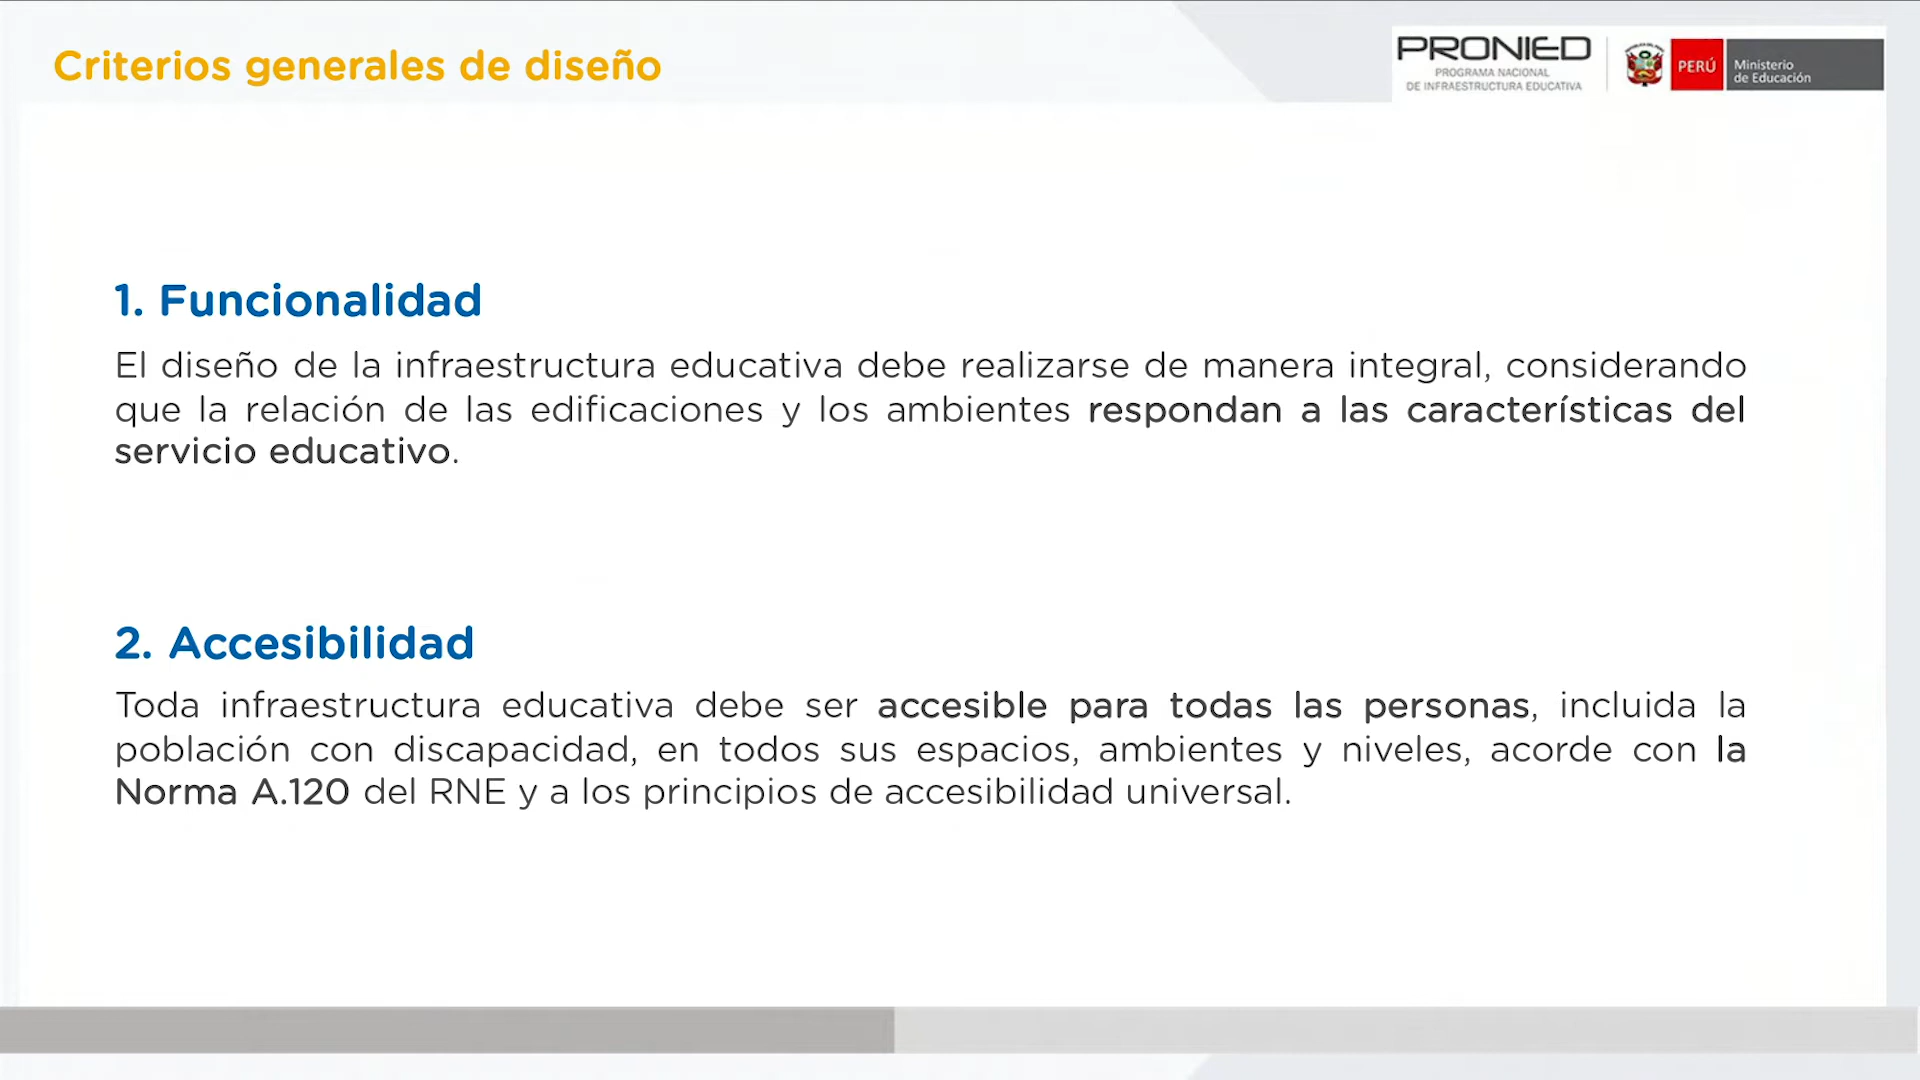 Criterios generales de diseño
PRONIED
PROGRAMA NACIONAL
DE INFRAESTRUCTURA EDUCATIVA
PERÚ
Ministerio
de Educación
1. Funcionalidad
El diseño de la infraestructura educativa debe realizarse de manera integral, considerando
que la relación de las edificaciones y los ambientes respondan a las características del
servicio educativo.
2. Accesibilidad
Toda infraestructura educativa debe ser accesible para todas las personas, incluida la
población con discapacidad, en todos sus espacios, ambientes y niveles, acorde con la
Norma A.120 del RNE y a los principios de accesibilidad universal.